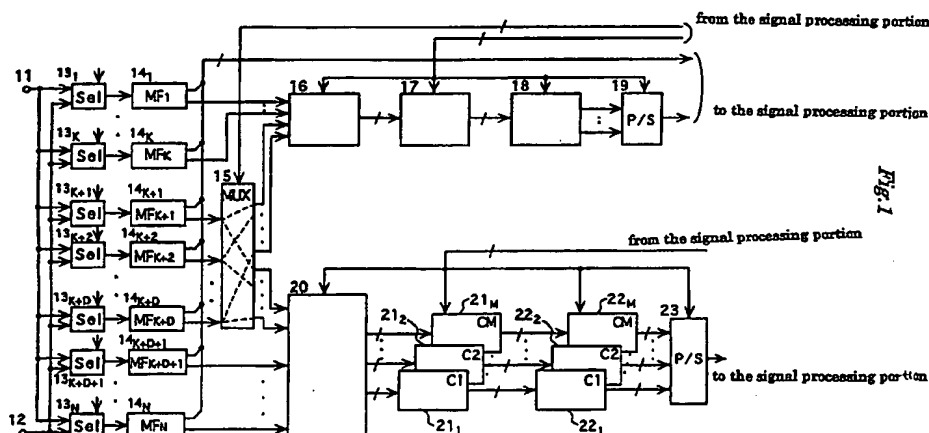 from the signal processing portion
11
13₁
Sel
14₁
MF₁
16
17
18
19
P/S
to the signal processing portion
13K
Sel
14K
MFK
15
MUX
Fig.1
13K+1
Sel
14K+1
MFK+1
13K+2
Sel
14K+2
MFK+2
from the signal processing portion
13K+D
Sel
14K+D
MFK+D
20
21₂
21M
CM
C2
C1
21₁
22₂
22M
CM
C2
C1
22₁
23
P/S
to the signal processing portion
Sel
13K+D+1
14K+D+1
MFK+D+1
12
13N
Sel
14N
MFN